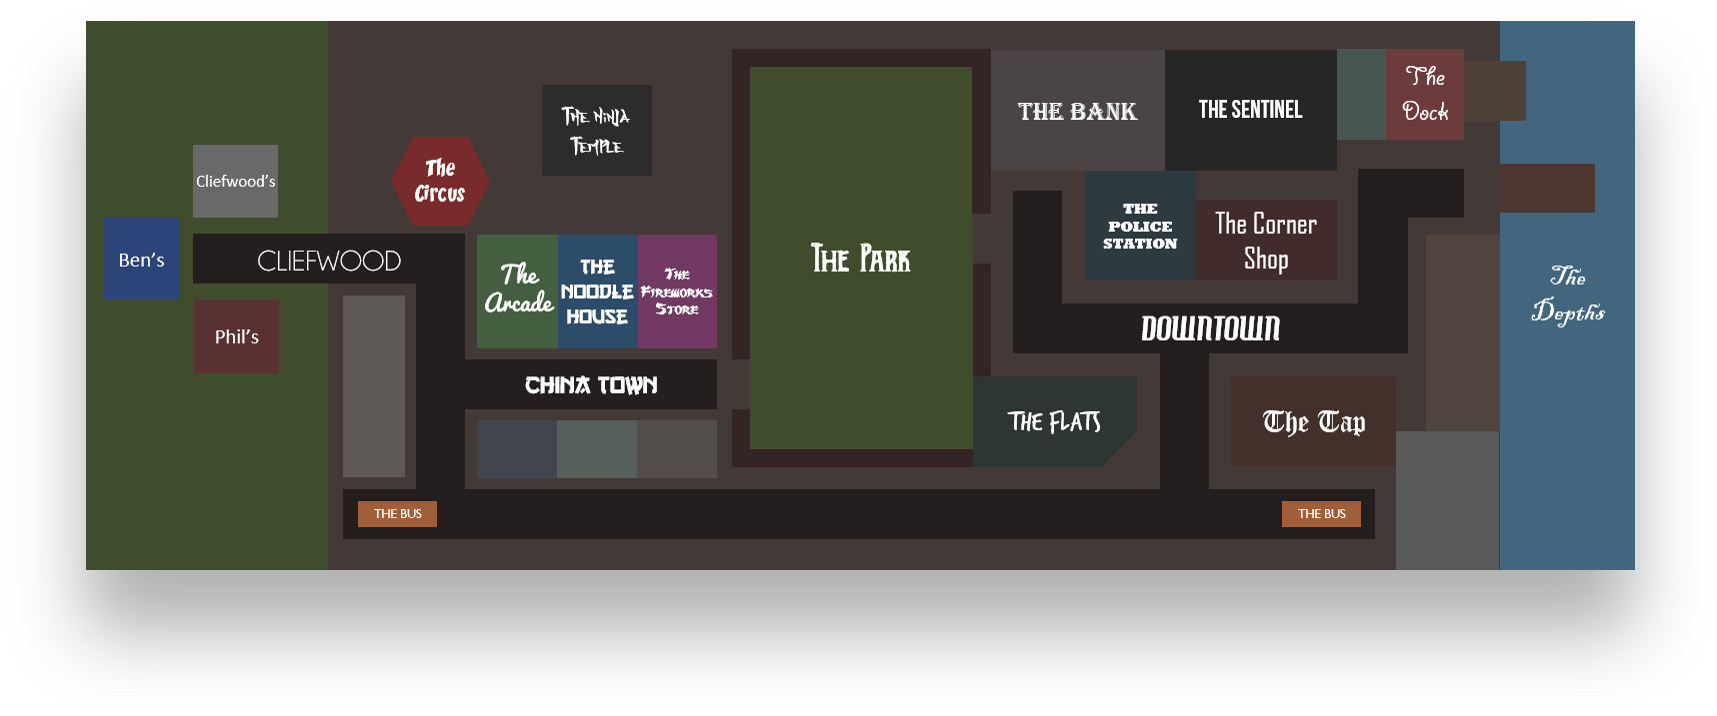 Cliefwood's
Ben's
CLIEFWOOD
Phil's
The
Circus
The Ninja
Temple
The
Arcade
THE
NOODLE
HOUSE
The
Fireworks
Store
CHINA TOWN
THE BUS
The Park
THE BANK
THE SENTINEL
The
Dock
THE
POLICE
STATION
The Corner
Shop
DOWNTOWN
The Flats
The Tap
THE BUS
The
Depths